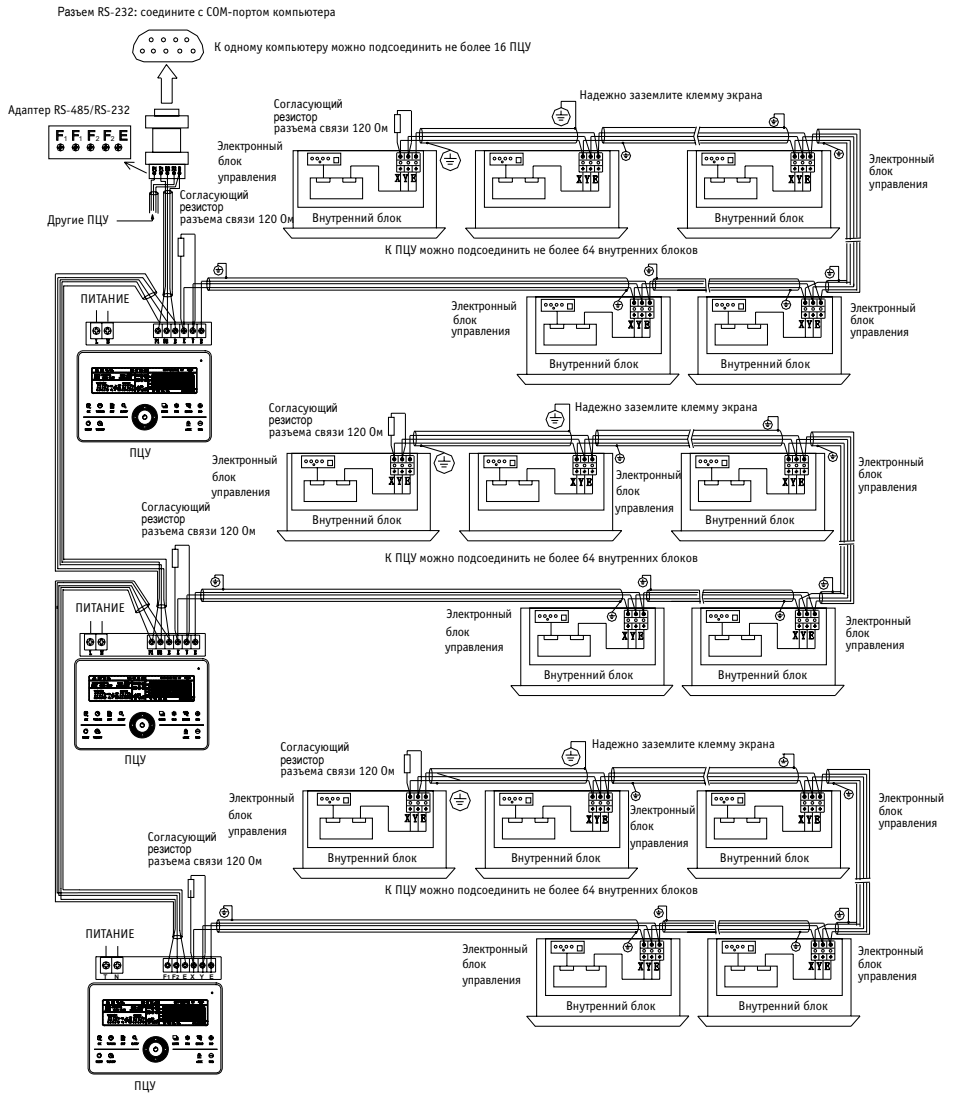 Разъем RS-232: соедините с COM-портом компьютера
К одному компьютеру можно подсоединить не более 16 ПЦУ
Адаптер RS-485/RS-232
F1 F1 F2 F2 E
Другие ПЦУ
Согласующий
резистор
разъема связи 120 Ом
Надежно заземлите клемму экрана
Электронный
блок
управления
X Y E
X Y E
X Y E
Внутренний блок
Электронный
блок
управления
Согласующий
резистор
разъема связи 120 Ом
К ПЦУ можно подсоединить не более 64 внутренних блоков
ПИТАНИЕ
Электронный
блок
управления
X Y E
X Y E
Внутренний блок
Внутренний блок
Электронный
блок
управления
ПЦУ
Согласующий
резистор
разъема связи 120 Ом
Надежно заземлите клемму экрана
Электронный
блок
управления
X Y E
X Y E
X Y E
Внутренний блок
Электронный
блок
управления
Внутренний блок
Электронный
блок
управления
Согласующий
резистор
разъема связи 120 Ом
К ПЦУ можно подсоединить не более 64 внутренних блоков
ПИТАНИЕ
Электронный
блок
управления
X Y E
X Y E
Внутренний блок
Внутренний блок
Электронный
блок
управления
ПЦУ
Согласующий
резистор
разъема связи 120 Ом
Надежно заземлите клемму экрана
Электронный
блок
управления
X Y E
X Y E
X Y E
Внутренний блок
Внутренний блок
Электронный
блок
управления
Внутренний блок
Электронный
блок
управления
Согласующий
резистор
разъема связи 120 Ом
К ПЦУ можно подсоединить не более 64 внутренних блоков
ПИТАНИЕ
F1 F2 E X Y E
Электронный
блок
управления
X Y E
X Y E
Внутренний блок
Внутренний блок
Электронный
блок
управления
ПЦУ